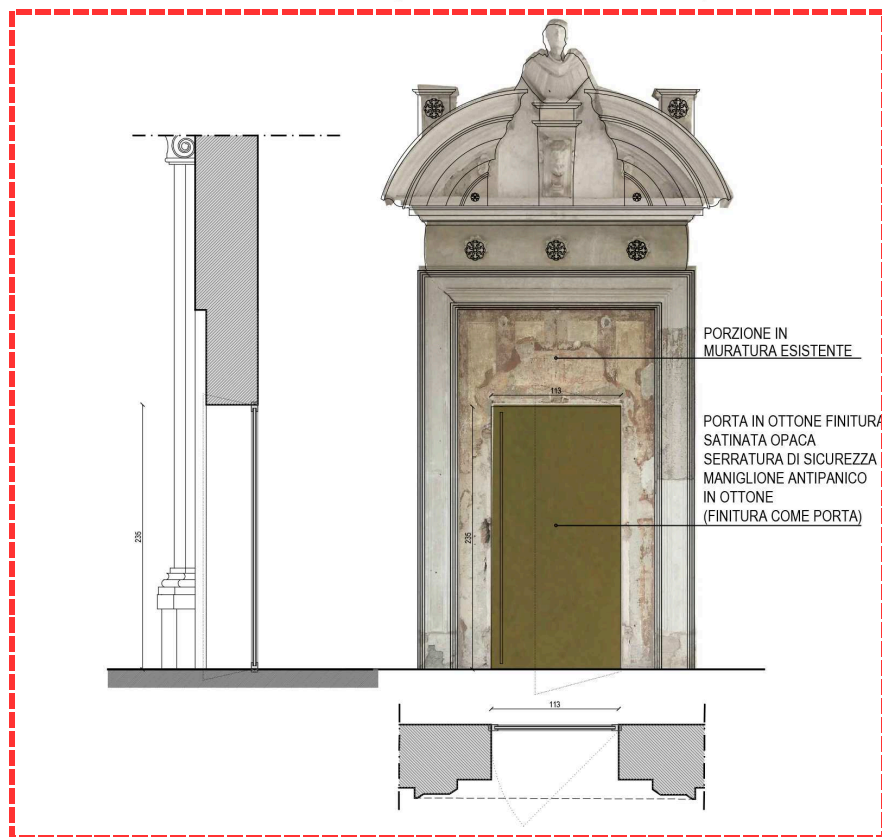 PORZIONE IN
MURATURA ESISTENTE
113
PORTA IN OTTONE FINITURA
SATINATA OPACA
SERRATURA DI SICUREZZA
MANIGLIONE ANTIPANICO
IN OTTONE
(FINITURA COME PORTA)
235
235
113